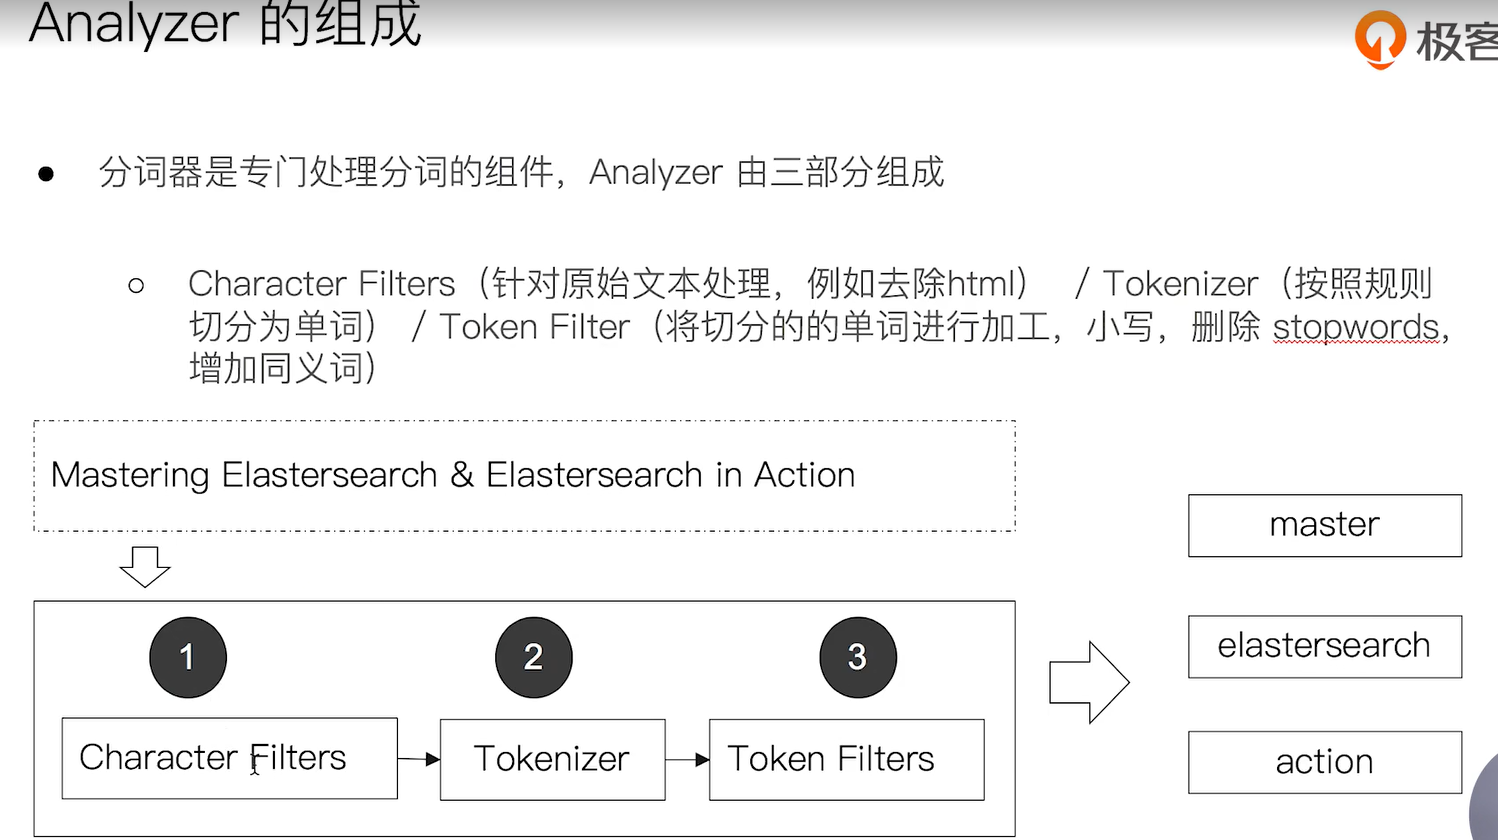 Analyzer 的组成
极客
分词器是专门处理分词的组件，Analyzer 由三部分组成
Character Filters（针对原始文本处理，例如去除html） / Tokenizer（按照规则
切分为单词） / Token Filter（将切分的的单词进行加工，小写，删除 stopwords，
增加同义词）
Mastering Elastersearch & Elastersearch in Action
1
2
3
Character Filters
Tokenizer
Token Filters
master
elastersearch
action